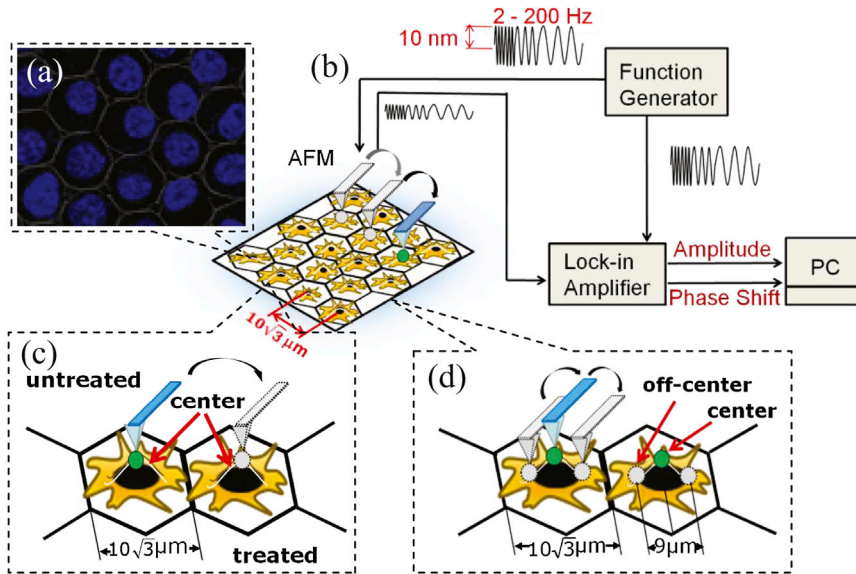 2 - 200 Hz
(a)
(b)
10 nm
Function
Generator
AFM
Lock-in
Amplifier
Amplitude
Phase Shift
PC
10√3 μm
(c)
untreated
center
10√3μm
treated
(d)
off-center
center
10√3μm
9μm